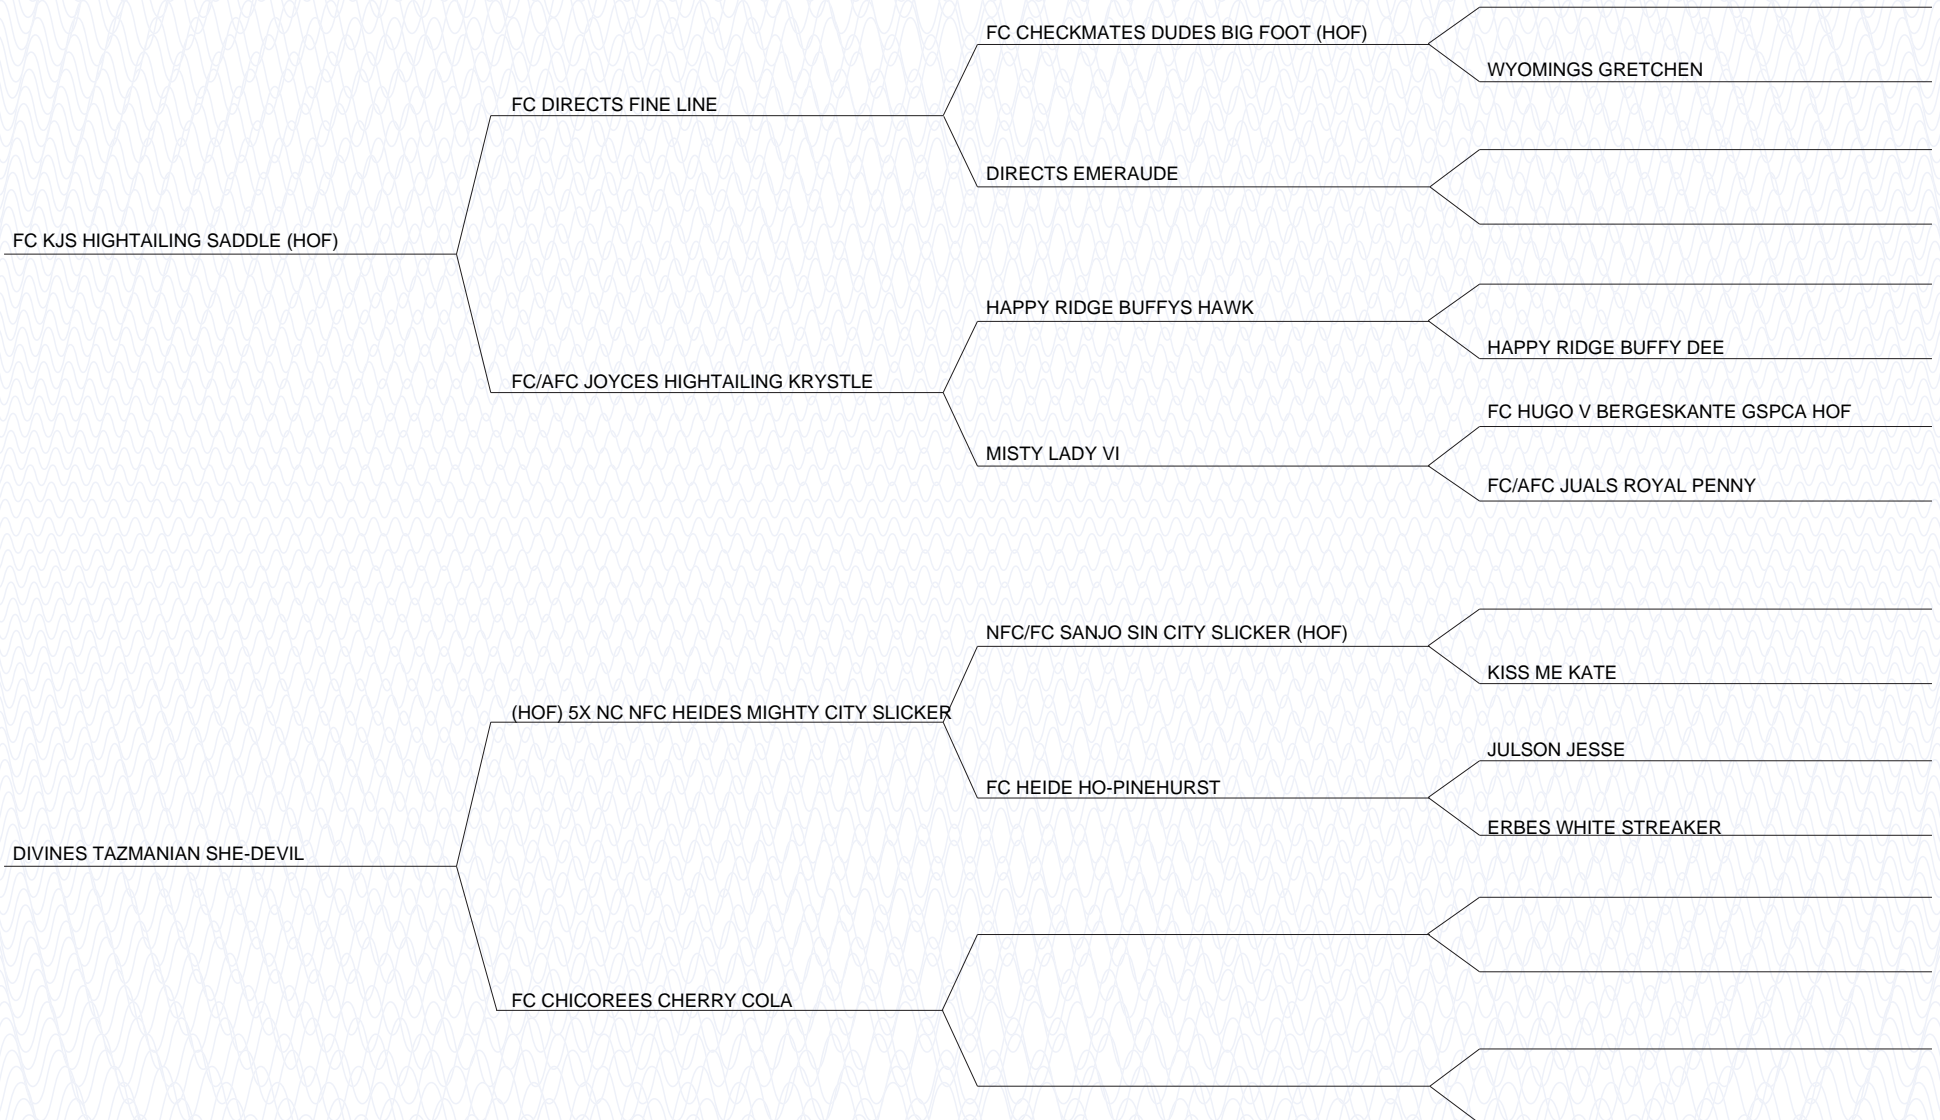 FC CHECKMATES DUDES BIG FOOT (HOF)
WYOMINGS GRETCHEN
FC DIRECTS FINE LINE
DIRECTS EMERAUDE
FC KJS HIGHTAILING SADDLE (HOF)
HAPPY RIDGE BUFFYS HAWK
HAPPY RIDGE BUFFY DEE
FC/AFC JOYCES HIGHTAILING KRYSTLE
FC HUGO V BERGESKANTE GSPCA HOF
MISTY LADY VI
FC/AFC JUALS ROYAL PENNY
NFC/FC SANJO SIN CITY SLICKER (HOF)
KISS ME KATE
(HOF) 5X NC NFC HEIDES MIGHTY CITY SLICKER
JULSON JESSE
FC HEIDE HO-PINEHURST
ERBES WHITE STREAKER
DIVINES TAZMANIAN SHE-DEVIL
FC CHICOREES CHERRY COLA